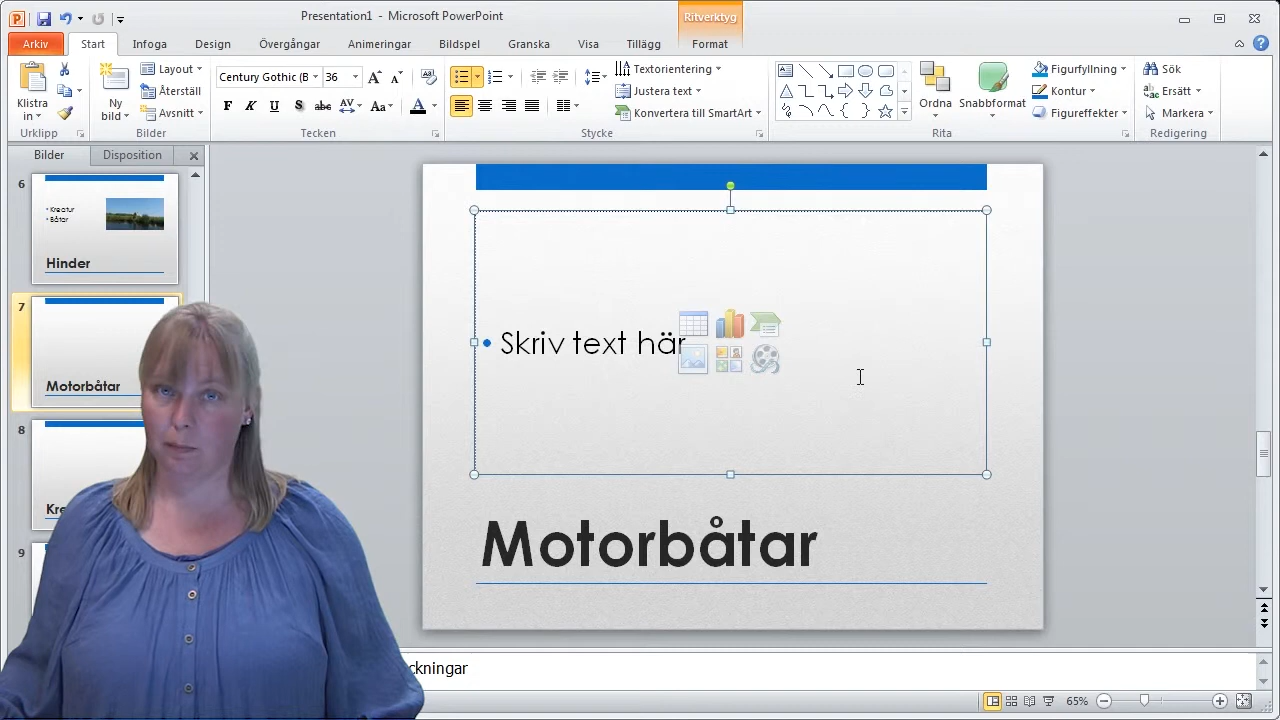 Presentation1 - Microsoft PowerPoint
Ritverktyg
Arkiv Start Infoga Design Övergångar Animeringar Bildspel Granska Visa Tillägg Format
Klistra in
Urklipp
Ny bild
Layout
Återställ
Avsnitt
Bilder
Century Gothic (B 36
F K U S abc AV Aa A
Tecken
Textorientering
Justera text
Konvertera till SmartArt
Stycke
Ordna
Snabbformat
Figurfyllning
Kontur
Figureffekter
Rita
Sök
Ersätt
Markera
Redigering
Bilder Disposition
6
• Kreatur
• Båtar
Hinder
7
Motorbåtar
8
9
• Skriv text här
Motorbåtar
ckningar
65%